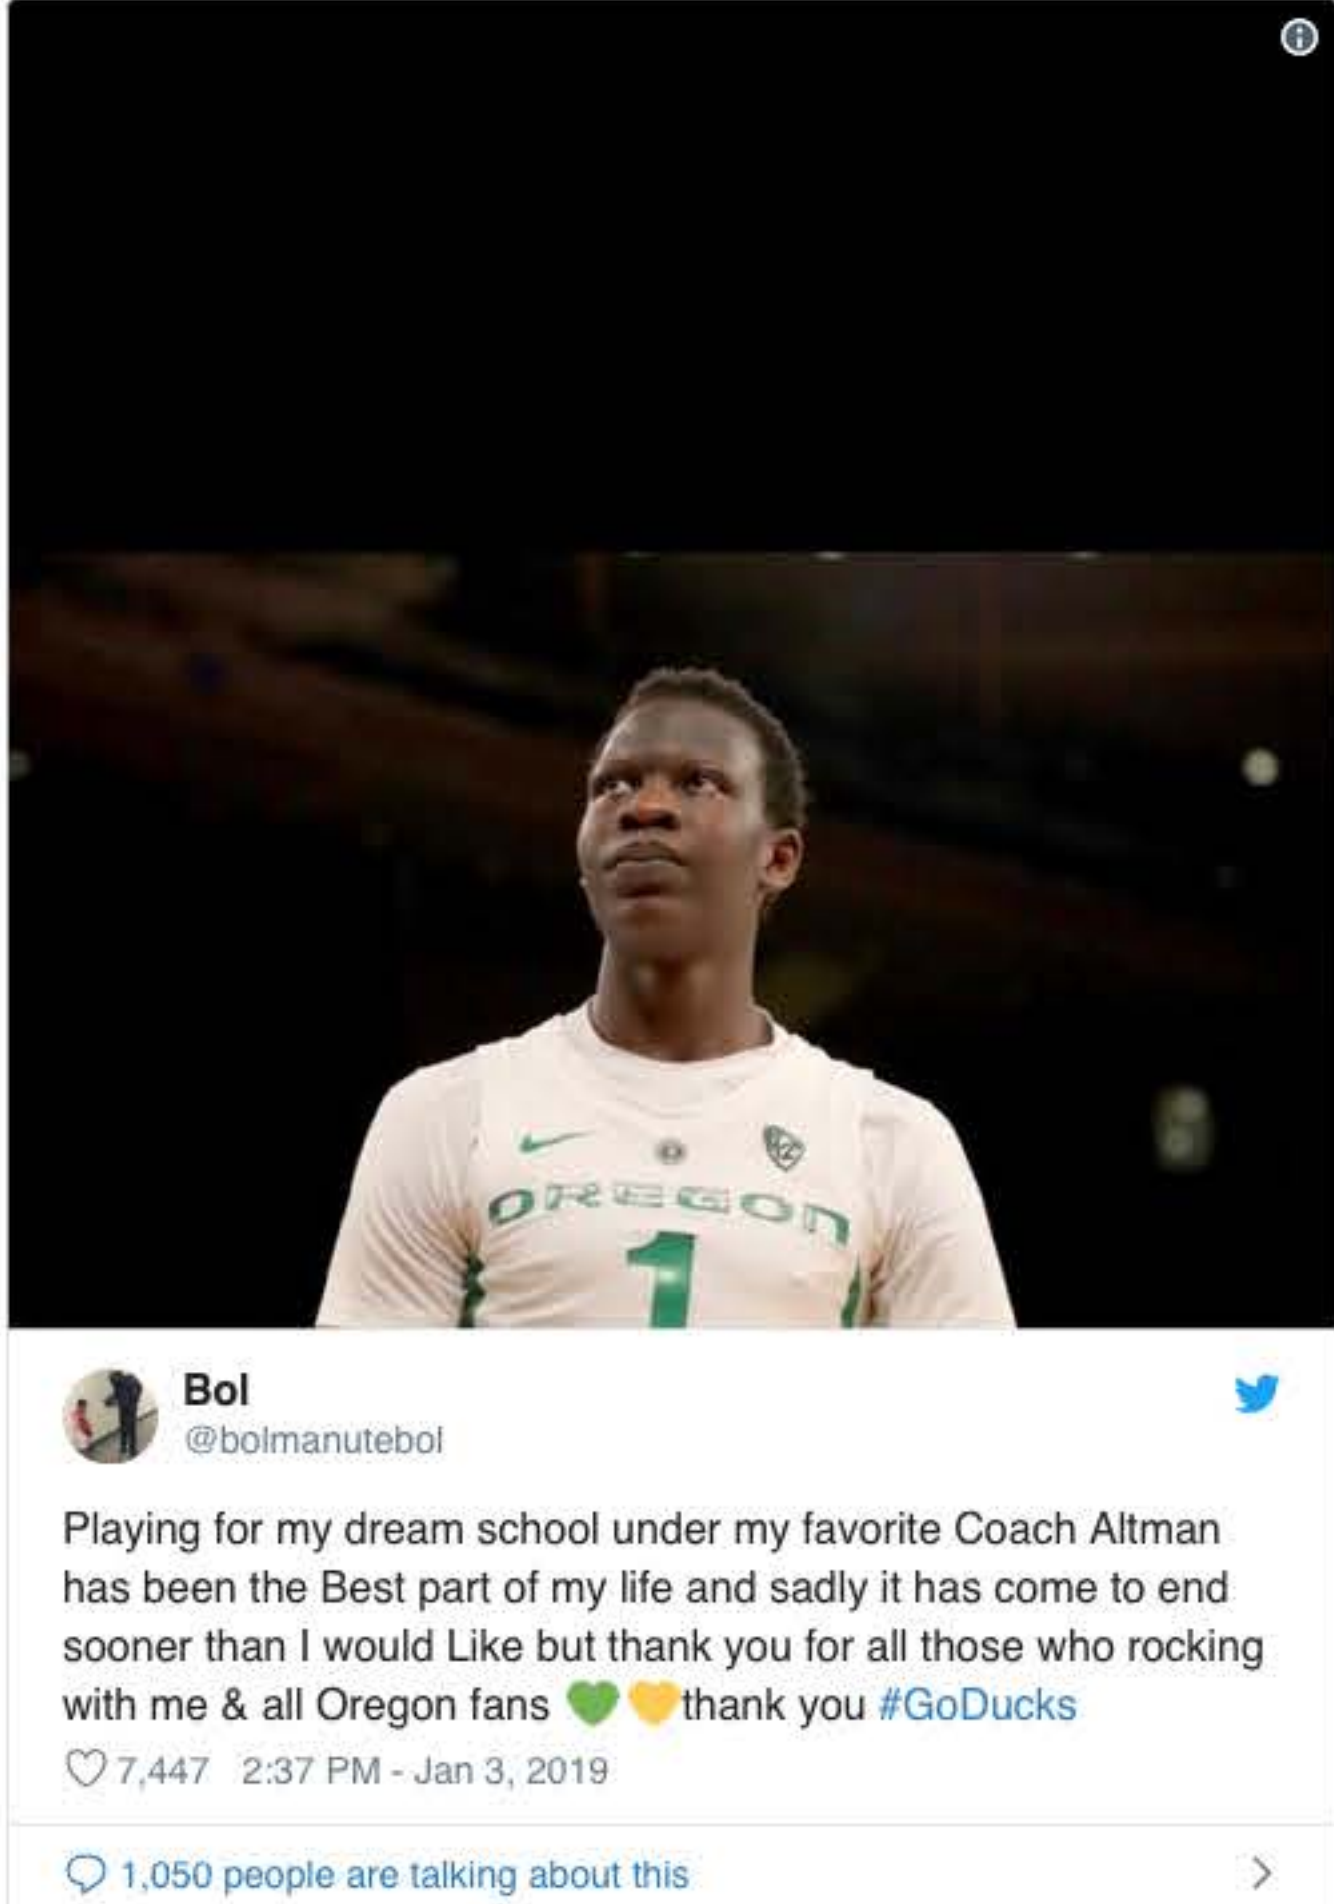 OREGON
1
Bol
@bolmanutebol
Playing for my dream school under my favorite Coach Altman
has been the Best part of my life and sadly it has come to end
sooner than I would Like but thank you for all those who rocking
with me & all Oregon fans 💚💛thank you #GoDucks
7,447 2:37 PM - Jan 3, 2019
1,050 people are talking about this